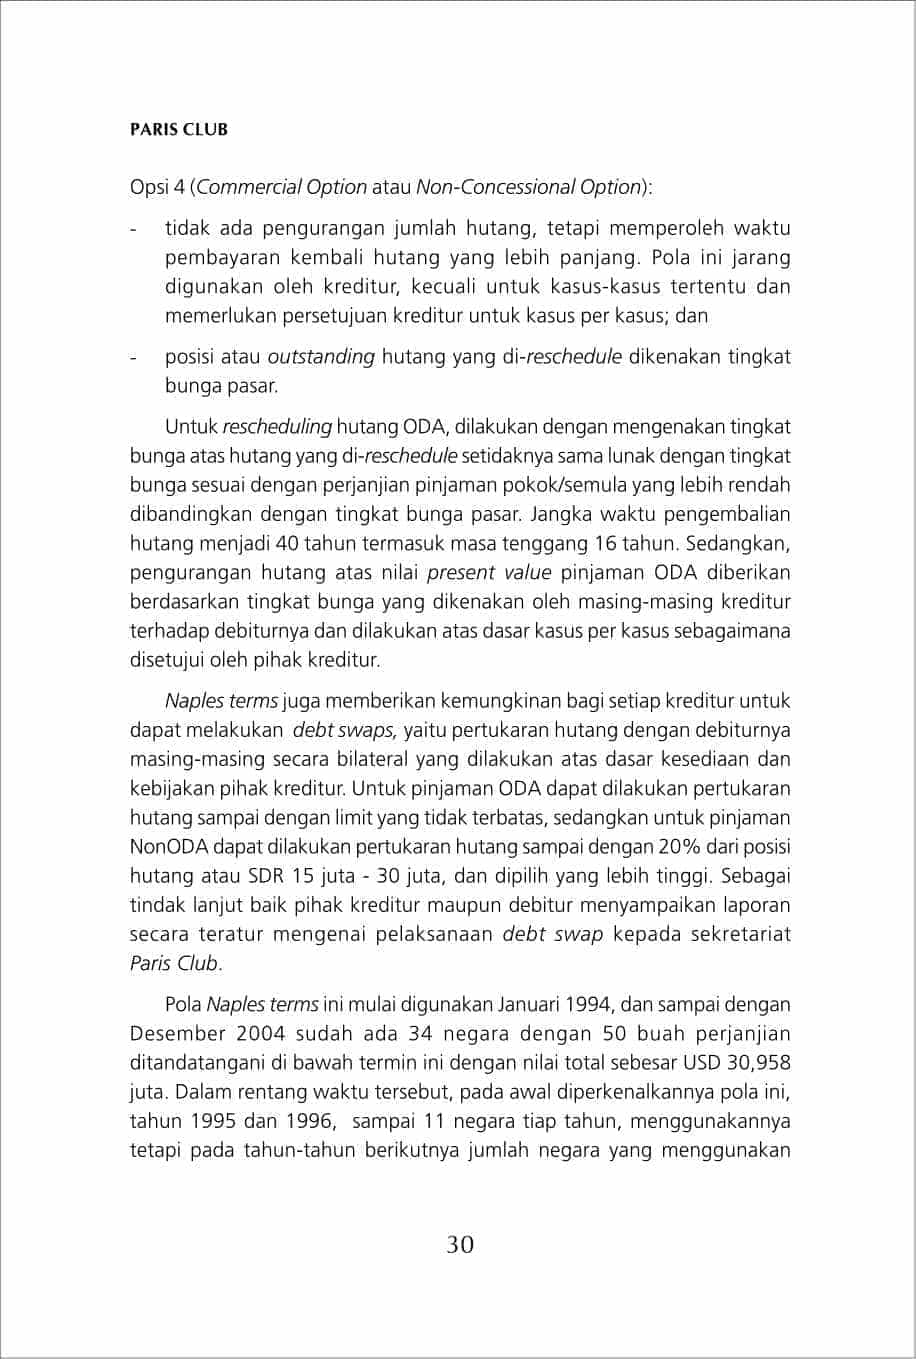 PARIS CLUB
Opsi 4 (Commercial Option atau Non-Concessional Option):
- tidak ada pengurangan jumlah hutang, tetapi memperoleh waktu
pembayaran kembali hutang yang lebih panjang. Pola ini jarang
digunakan oleh kreditur, kecuali untuk kasus-kasus tertentu dan
memerlukan persetujuan kreditur untuk kasus per kasus; dan
- posisi atau outstanding hutang yang di-reschedule dikenakan tingkat
bunga pasar.
Untuk rescheduling hutang ODA, dilakukan dengan mengenakan tingkat
bunga atas hutang yang di-reschedule setidaknya sama lunak dengan tingkat
bunga sesuai dengan perjanjian pinjaman pokok/semula yang lebih rendah
dibandingkan dengan tingkat bunga pasar. Jangka waktu pengembalian
hutang menjadi 40 tahun termasuk masa tenggang 16 tahun. Sedangkan,
pengurangan hutang atas nilai present value pinjaman ODA diberikan
berdasarkan tingkat bunga yang dikenakan oleh masing-masing kreditur
terhadap debiturnya dan dilakukan atas dasar kasus per kasus sebagaimana
disetujui oleh pihak kreditur.
Naples terms juga memberikan kemungkinan bagi setiap kreditur untuk
dapat melakukan debt swaps, yaitu pertukaran hutang dengan debiturnya
masing-masing secara bilateral yang dilakukan atas dasar kesediaan dan
kebijakan pihak kreditur. Untuk pinjaman ODA dapat dilakukan pertukaran
hutang sampai dengan limit yang tidak terbatas, sedangkan untuk pinjaman
NonODA dapat dilakukan pertukaran hutang sampai dengan 20% dari posisi
hutang atau SDR 15 juta - 30 juta, dan dipilih yang lebih tinggi. Sebagai
tindak lanjut baik pihak kreditur maupun debitur menyampaikan laporan
secara teratur mengenai pelaksanaan debt swap kepada sekretariat
Paris Club.
Pola Naples terms ini mulai digunakan Januari 1994, dan sampai dengan
Desember 2004 sudah ada 34 negara dengan 50 buah perjanjian
ditandatangani di bawah termin ini dengan nilai total sebesar USD 30,958
juta. Dalam rentang waktu tersebut, pada awal diperkenalkannya pola ini,
tahun 1995 dan 1996, sampai 11 negara tiap tahun, menggunakannya
tetapi pada tahun-tahun berikutnya jumlah negara yang menggunakan
30